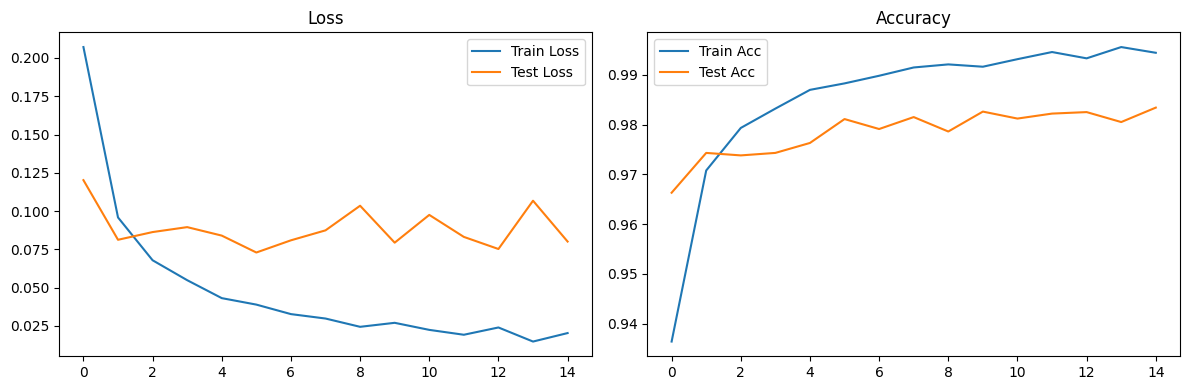 Loss
Train Loss
Test Loss
0.200
0.175
0.150
0.125
0.100
0.075
0.050
0.025
0 2 4 6 8 10 12 14
Accuracy
Train Acc
Test Acc
0.99
0.98
0.97
0.96
0.95
0.94
0 2 4 6 8 10 12 14